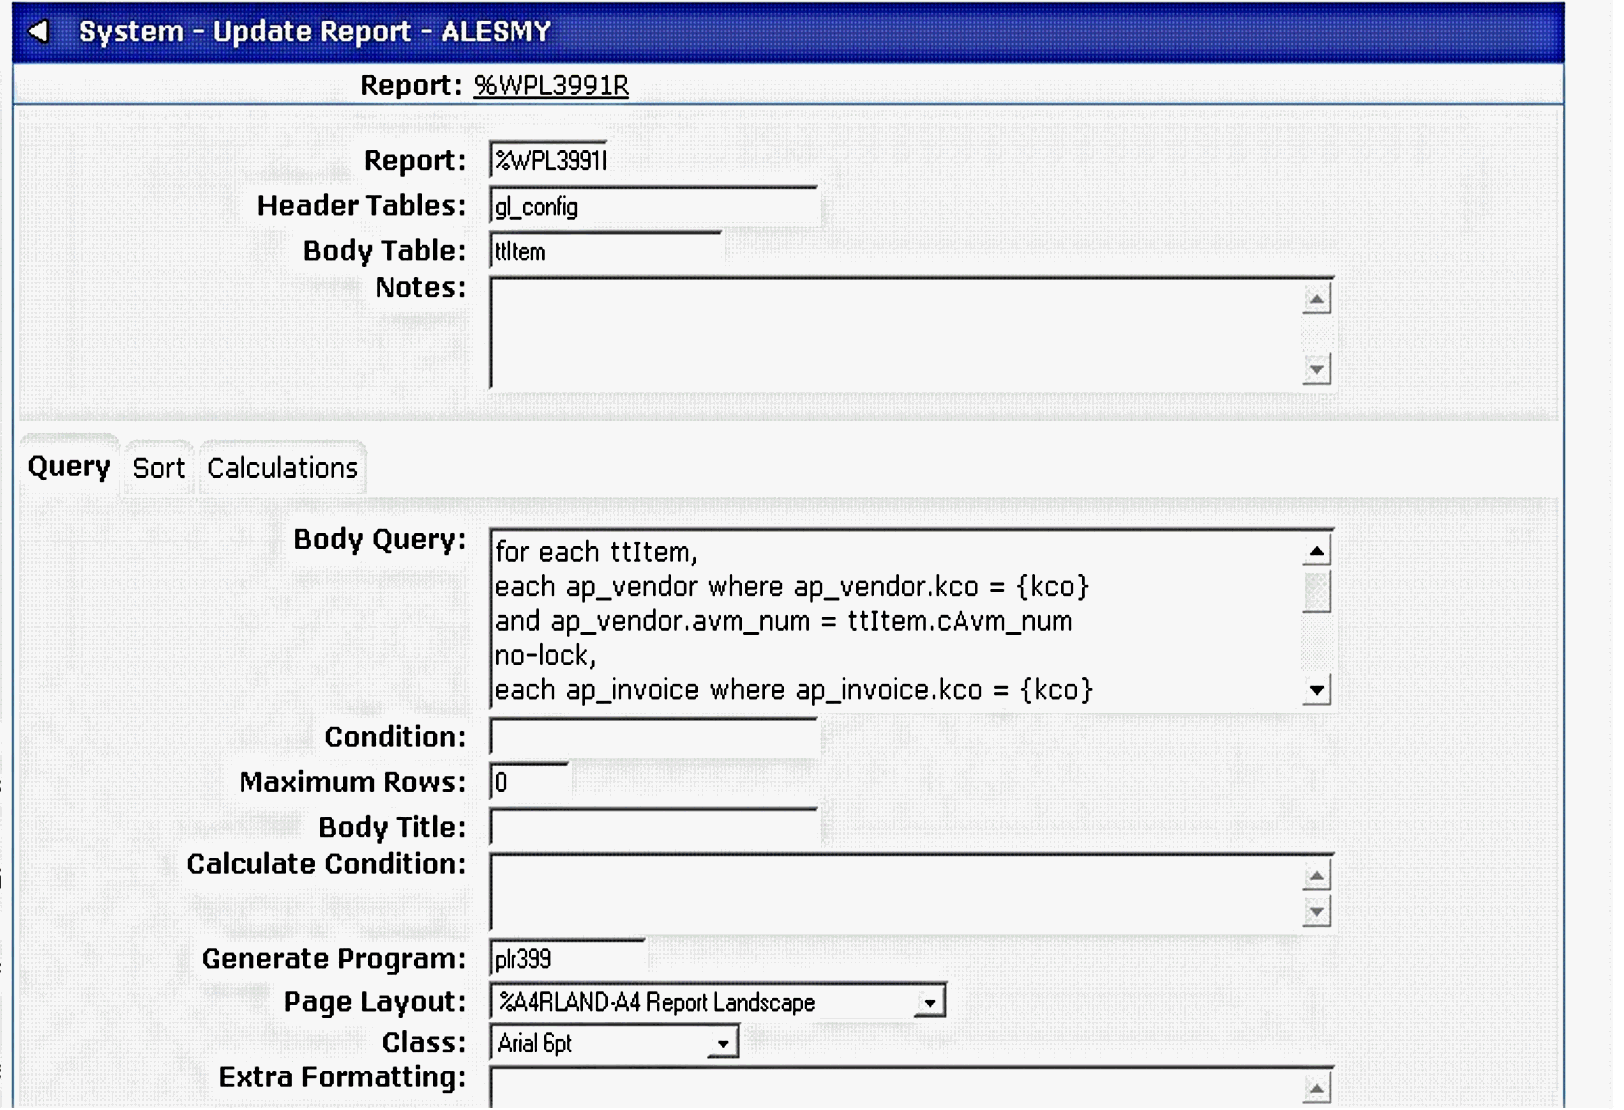 System - Update Report - ALESMY
Report: %WPL3991R
Report: %WPL3991I
Header Tables: gl_config
Body Table: ttItem
Notes:
Query Sort Calculations
Body Query: for each ttItem,
each ap_vendor where ap_vendor.kco = {kco}
and ap_vendor.avm_num = ttItem.cAvm_num
no-lock,
each ap_invoice where ap_invoice.kco = {kco}
Condition:
Maximum Rows: 0
Body Title:
Calculate Condition:
Generate Program: plr399
Page Layout: %A4RLAND-A4 Report Landscape
Class: Arial 6pt
Extra Formatting: